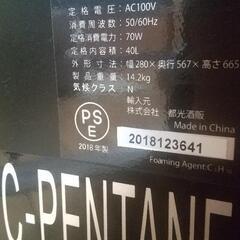 定格電圧：AC100V
消費周波数：50/60Hz
定格消費電力：70W
定格内容積：40L
外形寸法：幅280×奥行567×高さ665
製品重量：14.2kg
気候クラス：N
輸入元
株式会社 都光酒販
Made in China
PS
E
2018年製
2018123641
Foaming Agent:C₅H
C-PENTANE